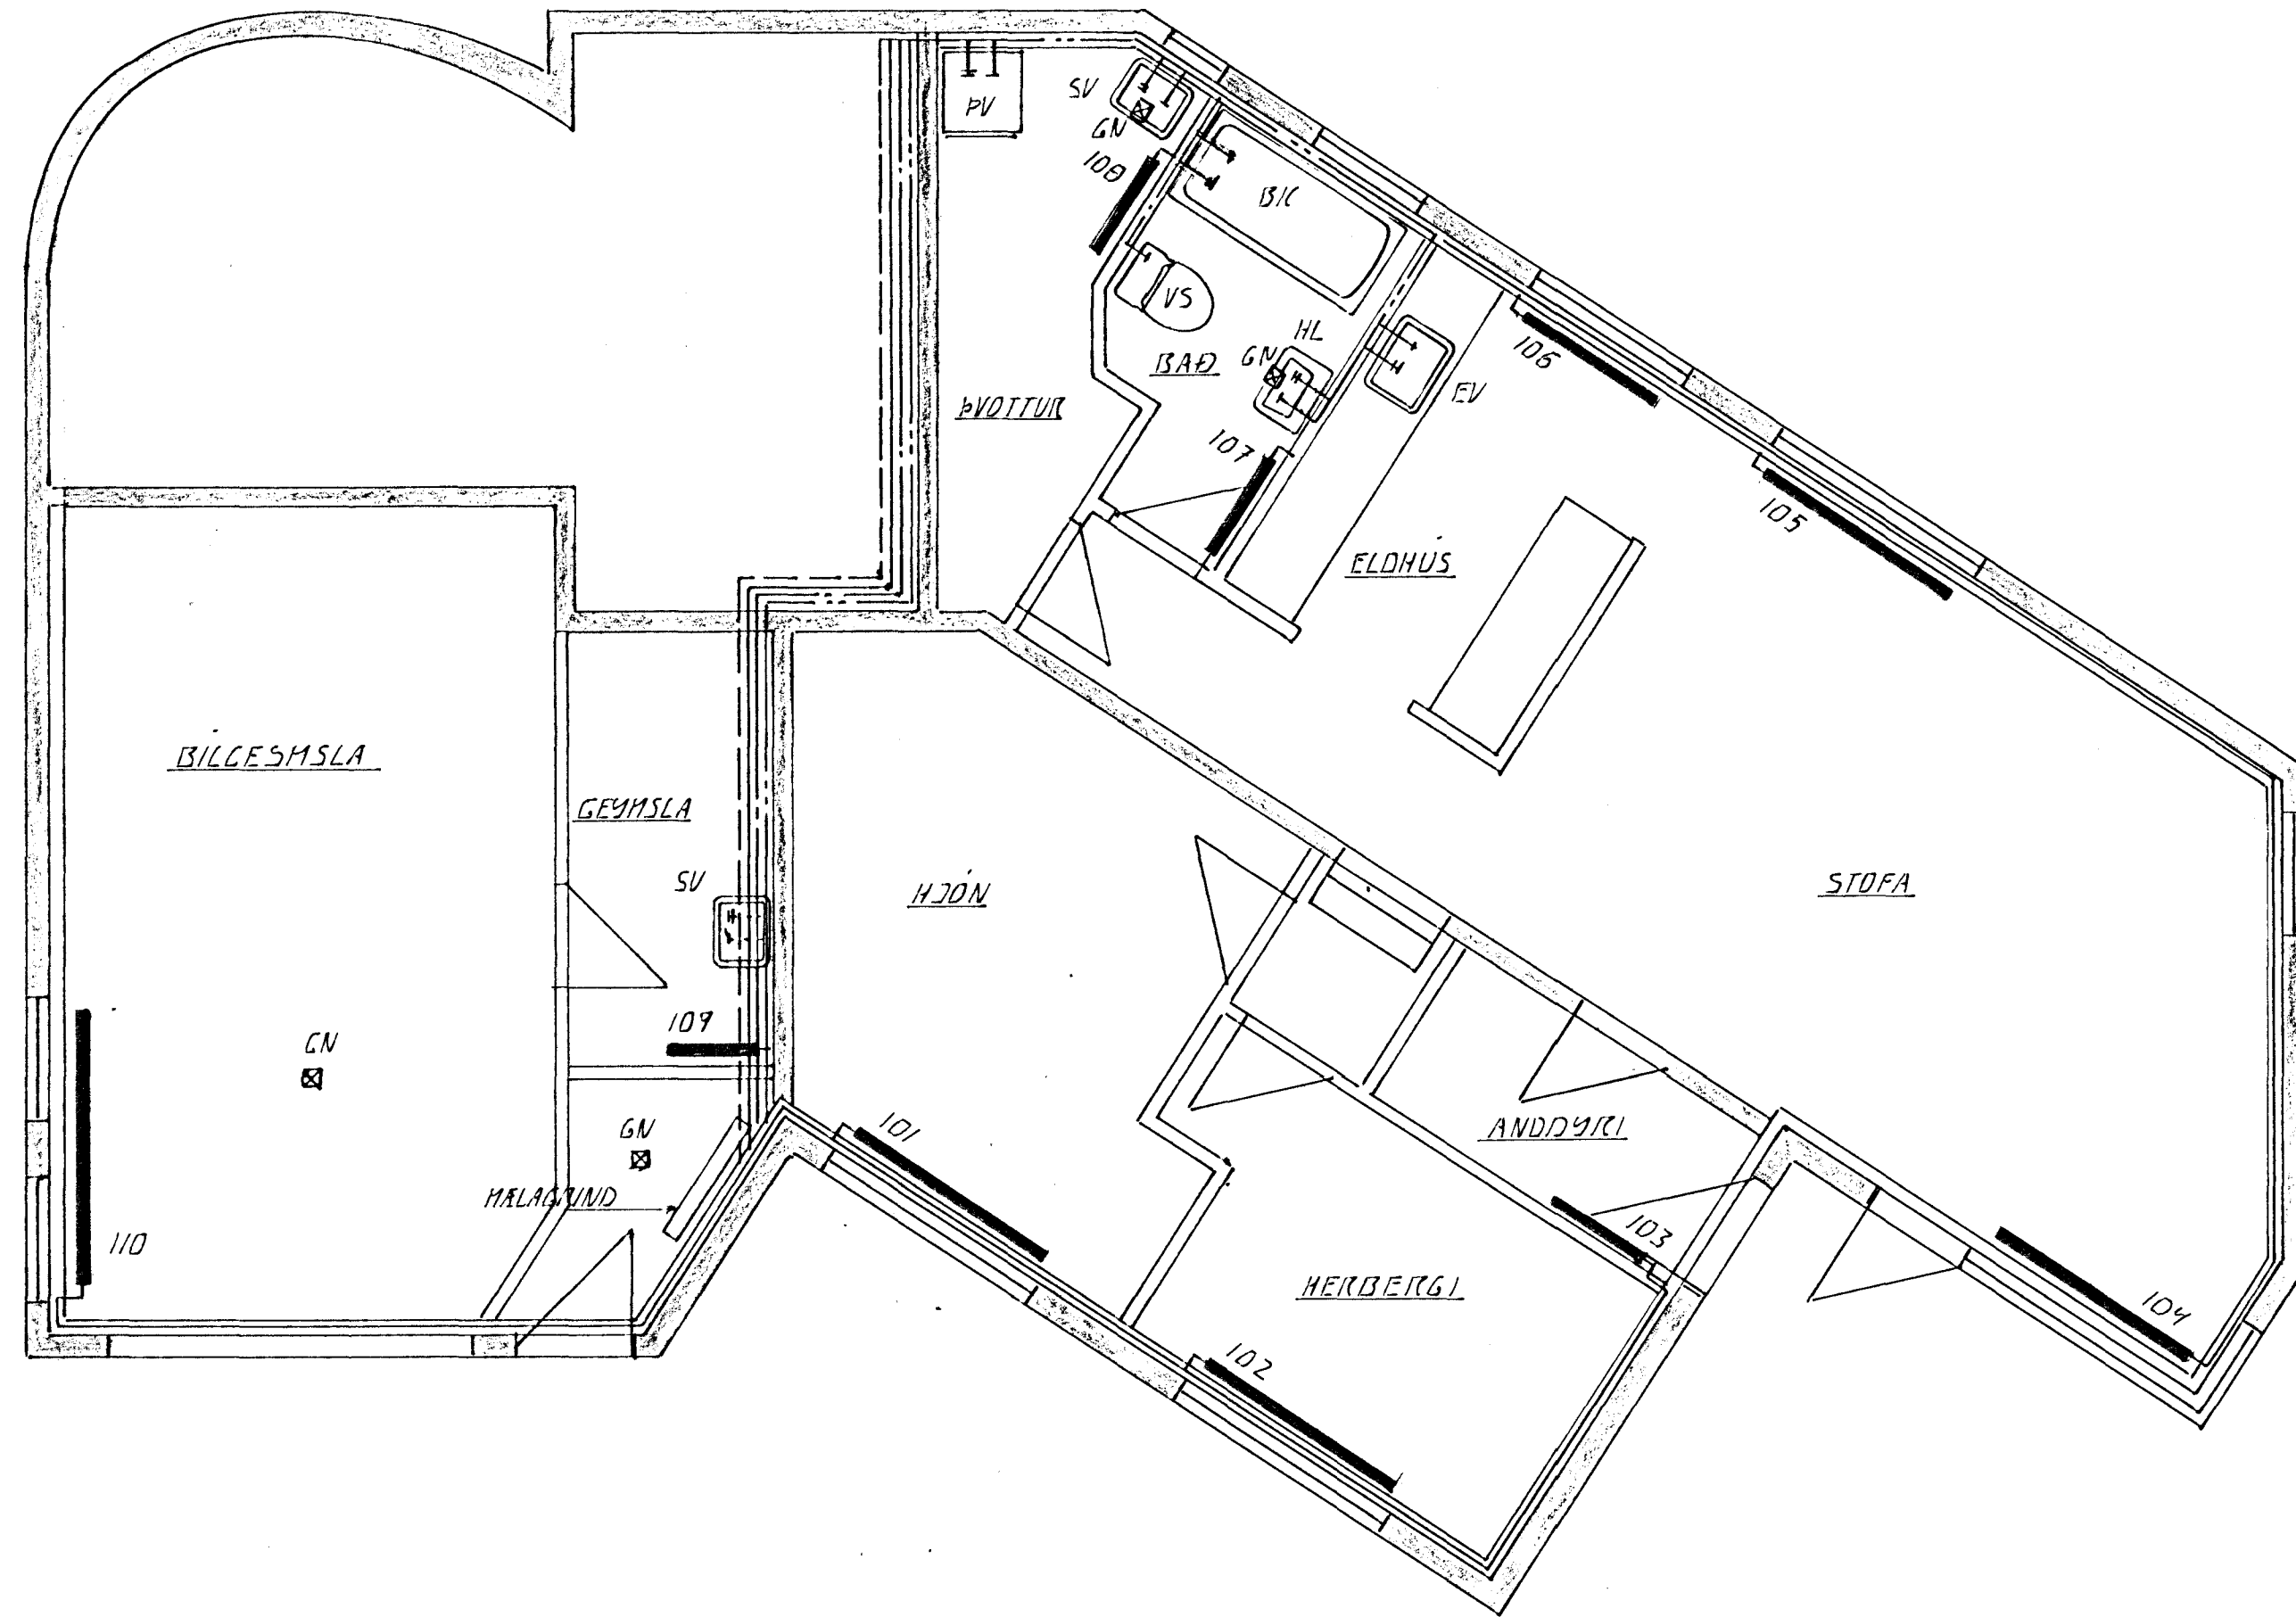 PV
SV
GN
108
BK
VS
HL
GN
BAÐ
EV
106
ÞVOTTUR
107
105
ELDHÚS
BÍLGEYMSLA
GEYMSLA
SV
HJÓN
STOFA
109
GN
GN
101
ANDDYRI
MÆLAGRIND
110
103
HERBERGI
104
102